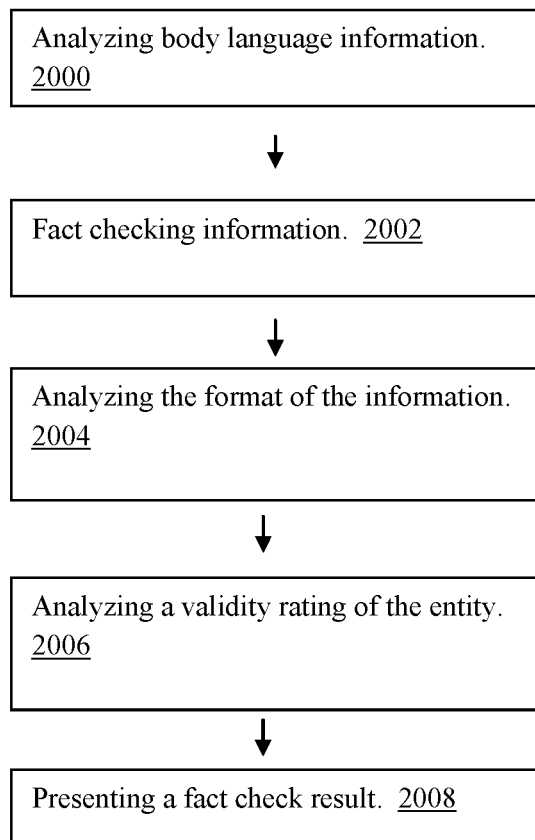 Analyzing body language information.
2000
Fact checking information. 2002
Analyzing the format of the information.
2004
Analyzing a validity rating of the entity.
2006
Presenting a fact check result. 2008